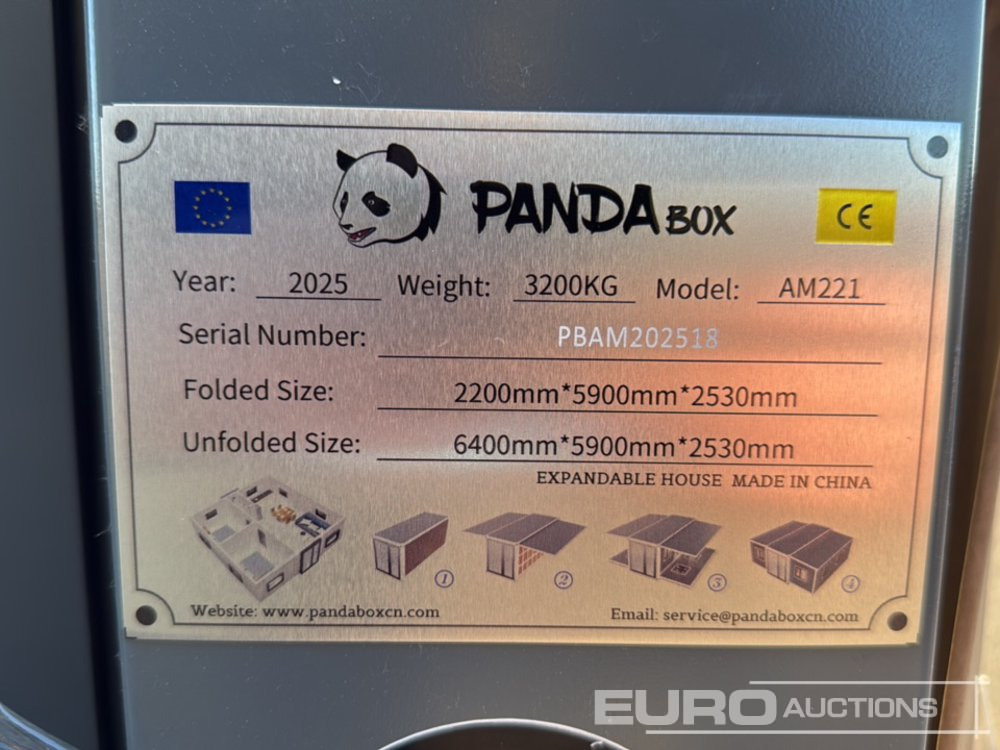 PANDA BOX
CE
Year: 2025 Weight: 3200KG Model: AM221
Serial Number: PBAM202518
Folded Size: 2200mm*5900mm*2530mm
Unfolded Size: 6400mm*5900mm*2530mm
EXPANDABLE HOUSE MADE IN CHINA
1 2 3 4
Website: www.pandaboxcn.com Email: service@pandaboxcn.com
EURO AUCTIONS